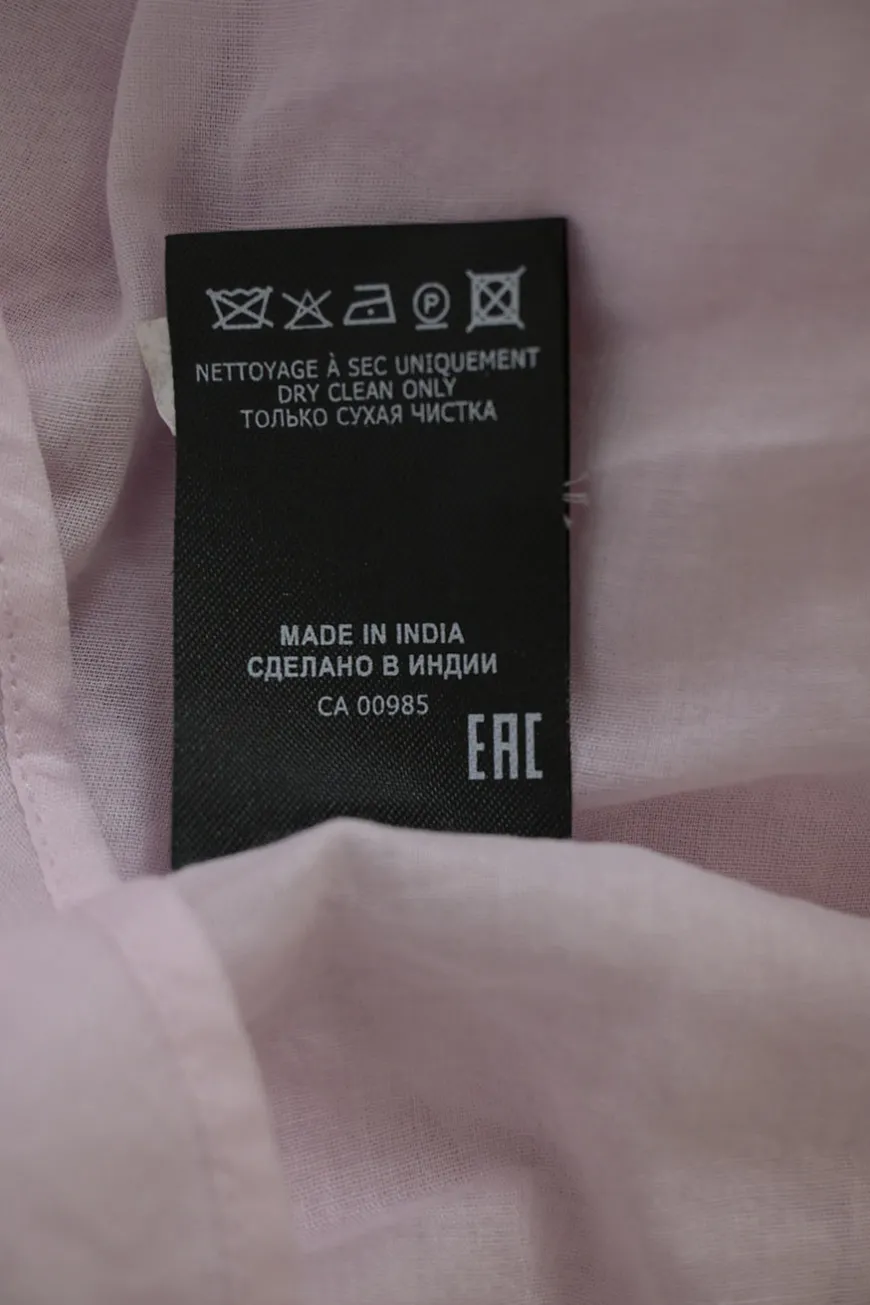 P
NETTOYAGE À SEC UNIQUEMENT
DRY CLEAN ONLY
ТОЛЬКО СУХАЯ ЧИСТКА
MADE IN INDIA
СДЕЛАНО В ИНДИИ
CA 00985
EAC